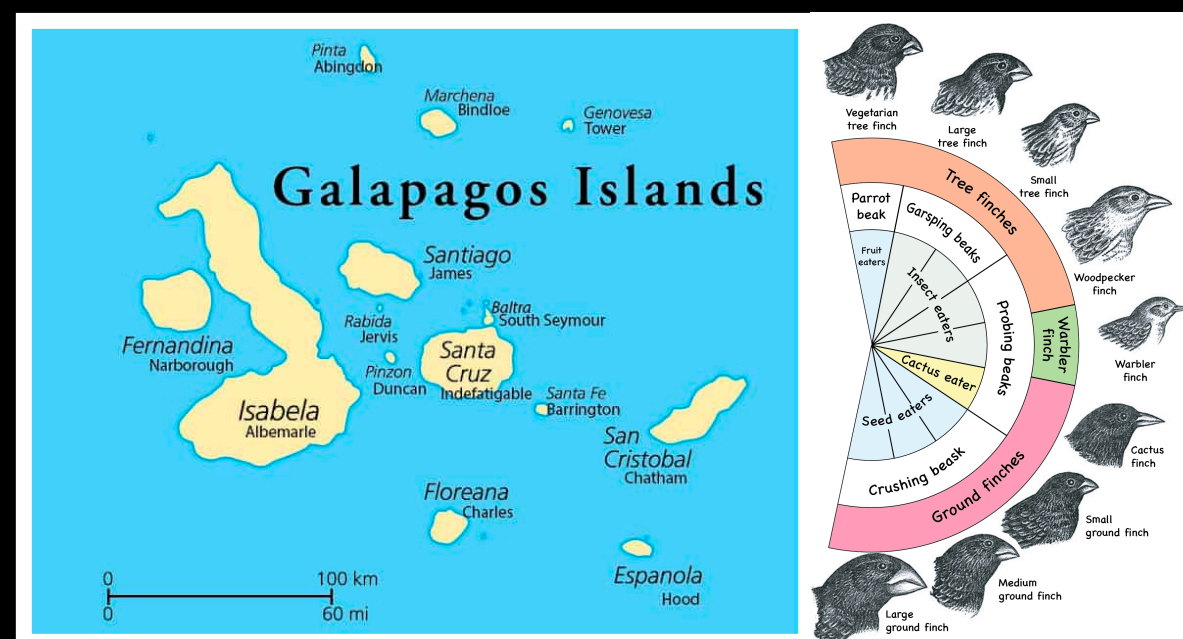 Pinta
Abingdon
Marchena
Bindloe
Genovesa
Tower
Galapagos Islands
Santiago
James
Baltra
South Seymour
Rabida
Jervis
Fernandina
Narborough
Pinzon
Duncan
Santa
Cruz
Indefatigable
Santa Fe
Barrington
Isabela
Albemarle
San
Cristobal
Chatham
Floreana
Charles
Espanola
Hood
0
100 km
0
60 mi
Vegetarian
tree finch
Large
tree finch
Small
tree finch
Woodpecker
finch
Warbler
finch
Cactus
finch
Small
ground finch
Medium
ground finch
Large
ground finch
Tree finches
Warbler
finch
Ground finches
Parrot
beak
Garsping beaks
Probing beaks
Crushing beask
Fruit
eaters
Insect eaters
Cactus eater
Seed eaters